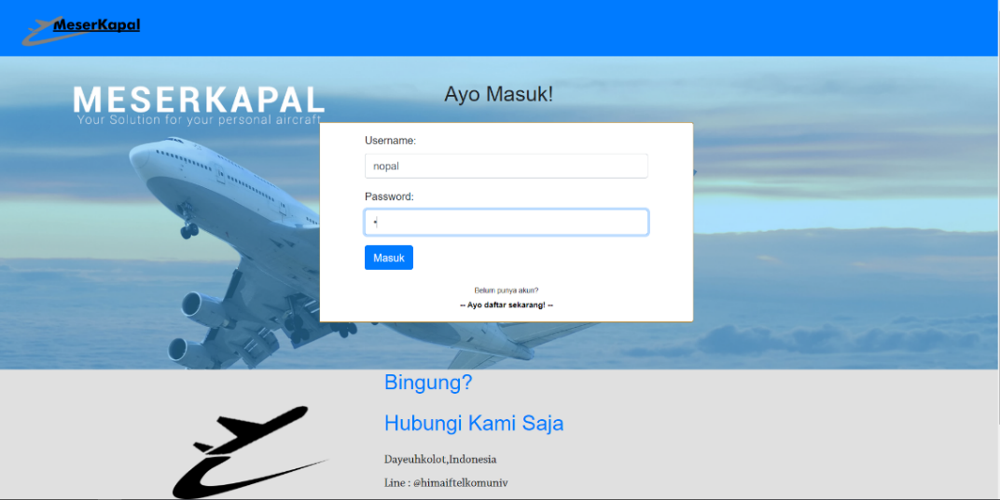 MeserKapal
MESERKAPAL
Your Solution for your personal aircraft
Ayo Masuk!
Username:
nopal
Password:
•
Masuk
Belum punya akun?
-- Ayo daftar sekarang! --
Bingung?
Hubungi Kami Saja
Dayeuhkolot,Indonesia
Line : @himaiftelkomuniv